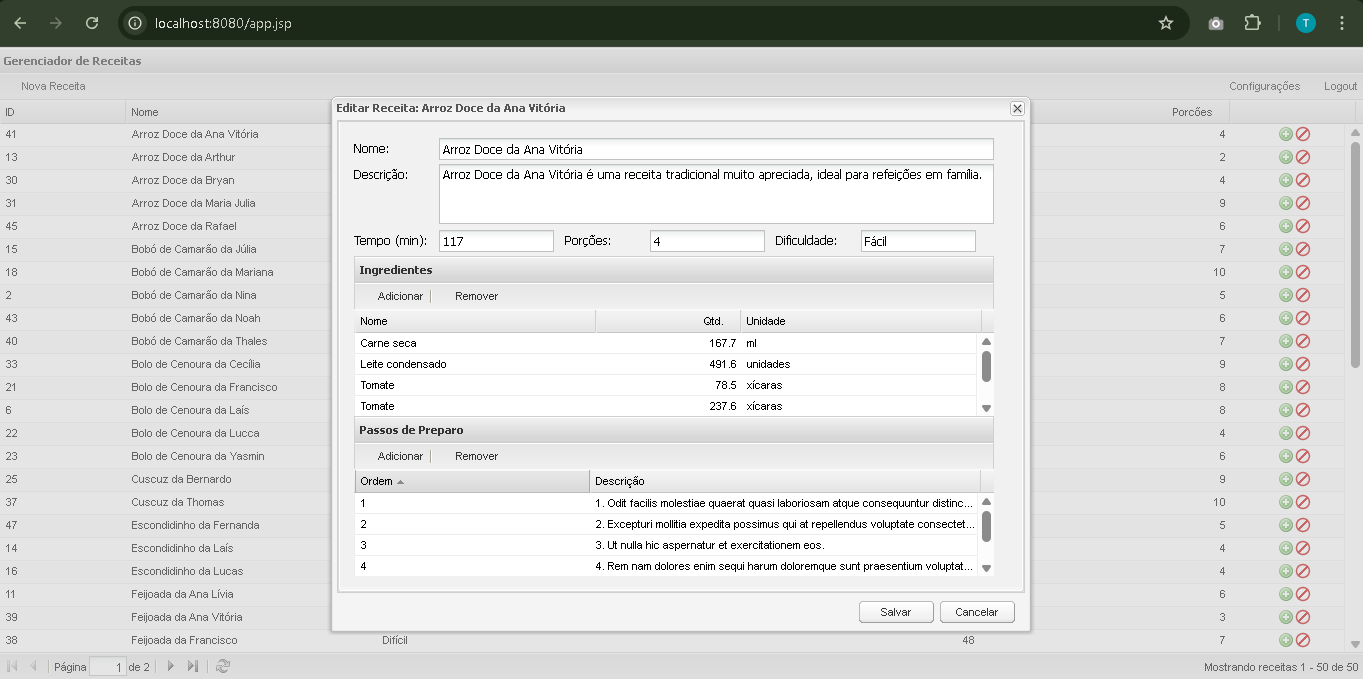 localhost:8080/app.jsp
T
Gerenciador de Receitas
Nova Receita
Configurações
Logout
ID
Nome
Porcões
41 Arroz Doce da Ana Vitória 4
13 Arroz Doce da Arthur 2
30 Arroz Doce da Bryan 4
31 Arroz Doce da Maria Julia 9
45 Arroz Doce da Rafael 6
15 Bobó de Camarão da Júlia 7
18 Bobó de Camarão da Mariana 10
2 Bobó de Camarão da Nina 5
43 Bobó de Camarão da Noah 6
40 Bobó de Camarão da Thales 7
33 Bolo de Cenoura da Cecília 9
21 Bolo de Cenoura da Francisco 8
6 Bolo de Cenoura da Laís 8
22 Bolo de Cenoura da Lucca 4
23 Bolo de Cenoura da Yasmin 6
25 Cuscuz da Bernardo 9
37 Cuscuz da Thomas 10
47 Escondidinho da Fernanda 5
14 Escondidinho da Laís 4
16 Escondidinho da Lucas 4
11 Feijoada da Ana Lívia 6
39 Feijoada da Ana Vitória 3
38 Feijoada da Francisco Difícil 48 7
Editar Receita: Arroz Doce da Ana Vitória
Nome: Arroz Doce da Ana Vitória
Descrição: Arroz Doce da Ana Vitória é uma receita tradicional muito apreciada, ideal para refeições em família.
Tempo (min): 117 Porções: 4 Dificuldade: Fácil
Ingredientes
Adicionar Remover
Nome Qtd. Unidade
Carne seca 167.7 ml
Leite condensado 491.6 unidades
Tomate 78.5 xícaras
Tomate 237.6 xícaras
Passos de Preparo
Adicionar Remover
Ordem Descrição
1 1. Odit facilis molestiae quaerat quasi laboriosam atque consequuntur distinc...
2 2. Excepturi mollitia expedita possimus qui at repellendus voluptate consectet...
3 3. Ut nulla hic aspernatur et exercitationem eos.
4 4. Rem nam dolores enim sequi harum doloremque sunt praesentium voluptat...
Salvar Cancelar
Página 1 de 2
Mostrando receitas 1 - 50 de 50